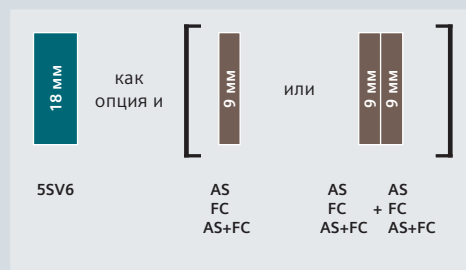 18 мм
как
опция и
9 мм
или
9 мм
9 мм
5SV6
AS
FC
AS+FC
AS AS
FC + FC
AS+FC AS+FC